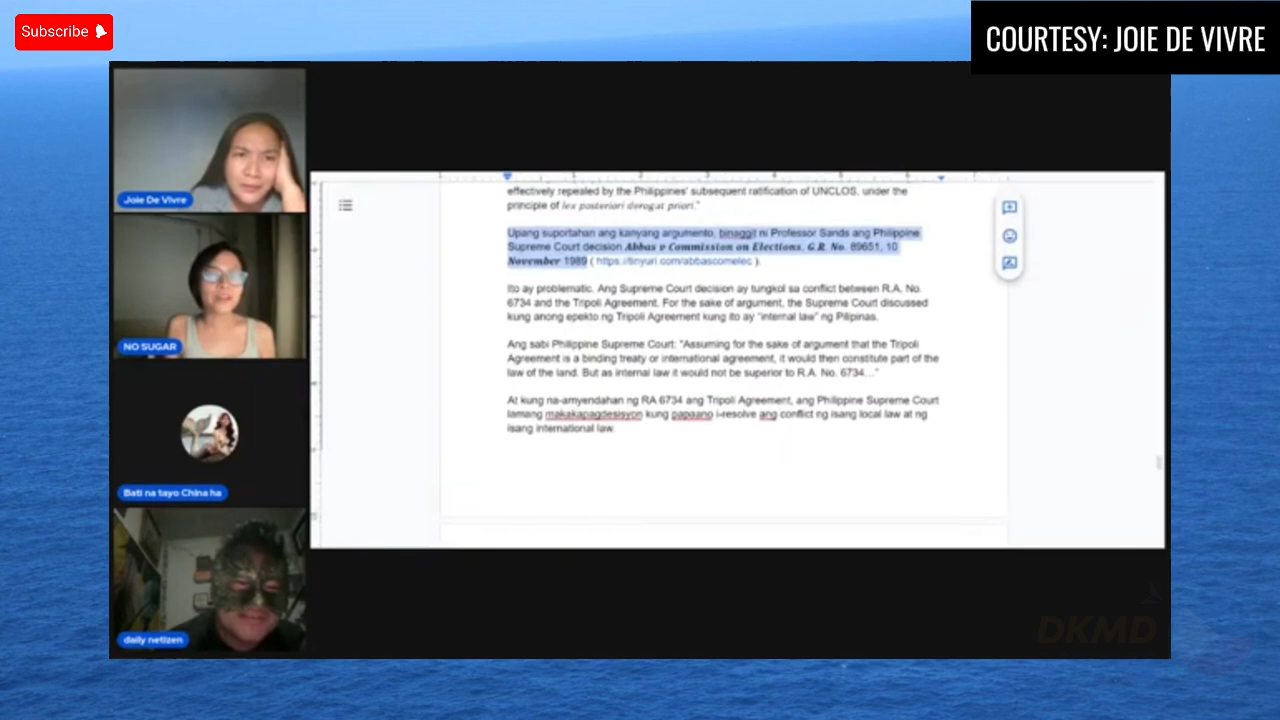 Subscribe
COURTESY: JOIE DE VIVRE
Joie De Vivre
NO SUGAR
Bati na tayo China ha
daily netizen
effectively repealed by the Philippines' subsequent ratification of UNCLOS, under the
principle of lex posteriori derogat priori."
Upang suportahan ang kanyang argumento, binaggit ni Professor Sands ang Philippine
Supreme Court decision Abbas v Commission on Elections, G.R. No. 89651, 10
November 1989 ( https://tinyurl.com/abbascomelec ).
Ito ay problematic. Ang Supreme Court decision ay tungkol sa conflict between R.A. No.
6734 and the Tripoli Agreement. For the sake of argument, the Supreme Court discussed
kung anong epekto ng Tripoli Agreement kung ito ay "internal law" ng Pilipinas.
Ang sabi Philippine Supreme Court: "Assuming for the sake of argument that the Tripoli
Agreement is a binding treaty or international agreement, it would then constitute part of the
law of the land. But as internal law it would not be superior to R.A. No. 6734..."
At kung na-amyendahan ng RA 6734 ang Tripoli Agreement, ang Philippine Supreme Court
lamang makakapagdesisyon kung papaano i-resolve ang conflict ng isang local law at ng
isang international law.
DKMD